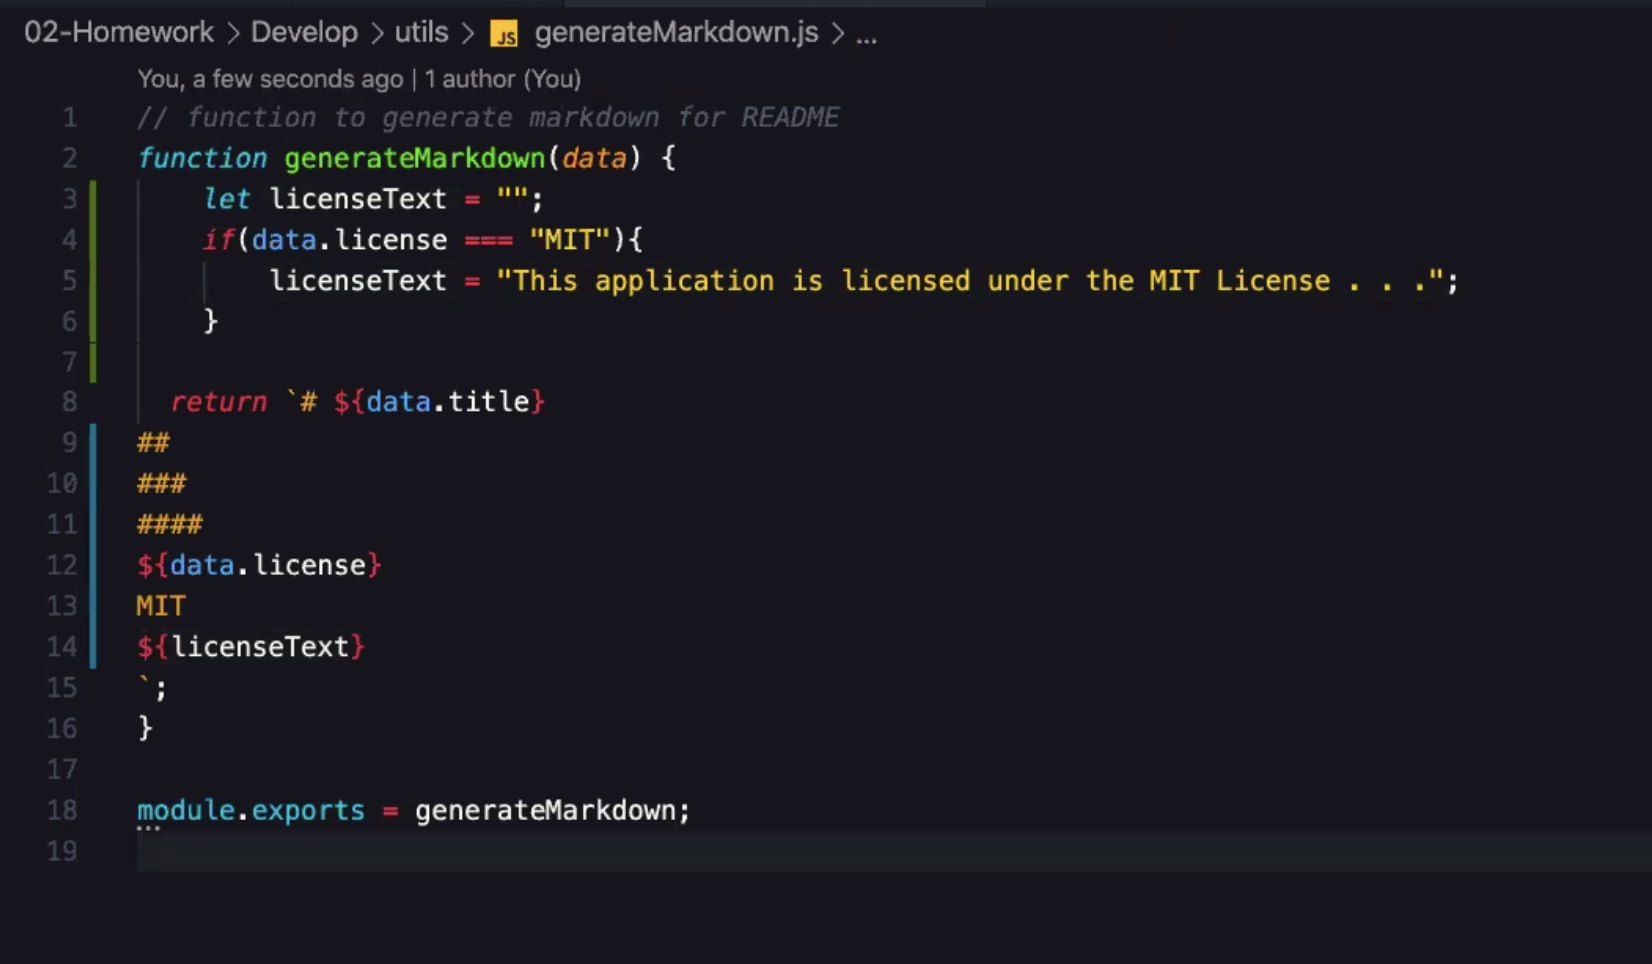 02-Homework > Develop > utils > JS generateMarkdown.js > ...
You, a few seconds ago | 1 author (You)
1 // function to generate markdown for README
2 function generateMarkdown(data) {
3 let licenseText = "";
4 if(data.license === "MIT"){
5 licenseText = "This application is licensed under the MIT License . . .";
6 }
7
8 return `# ${data.title}
9 ##
10 ###
11 ####
12 ${data.license}
13 MIT
14 ${licenseText}
15 `;
16 }
17
18 module.exports = generateMarkdown;
19